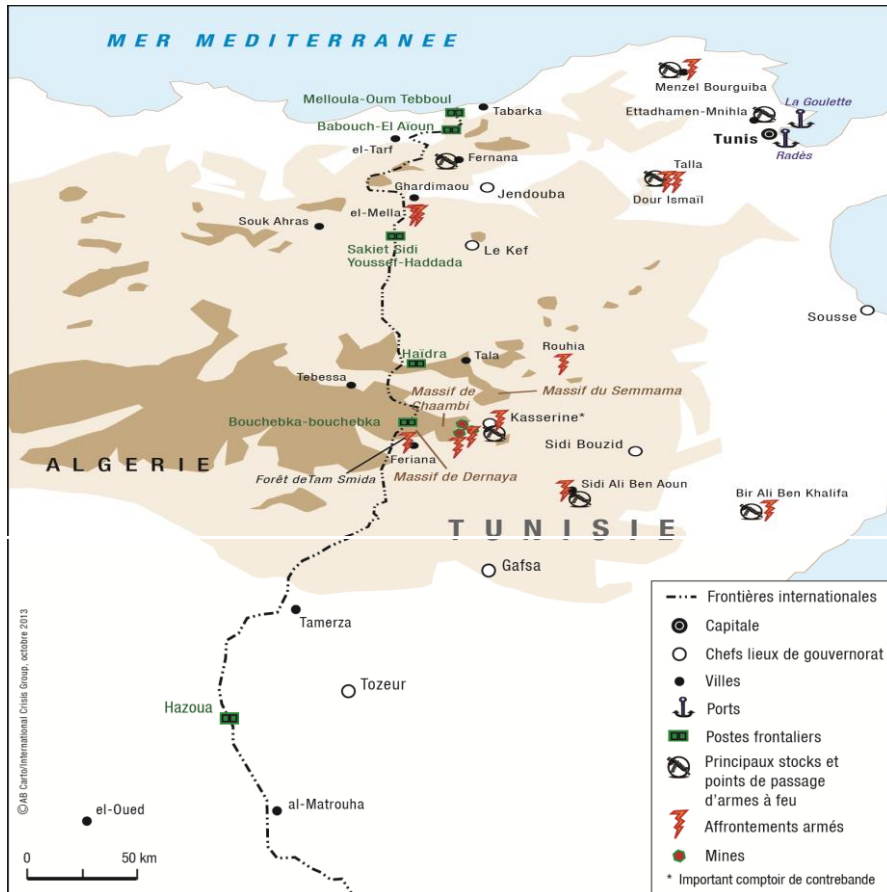 MER MEDITERRANEE
Menzel Bourguiba
Melloula-Oum Tebboul
Tabarka
Ettadhamen-Mnihla
La Goulette
Babouch-El Aïoun
Tunis
el-Tarf
Fernana
Radès
Talla
Ghardimaou
Jendouba
Dour Ismaïl
el-Mella
Souk Ahras
Sakiet Sidi
Youssef-Haddada
Le Kef
Sousse
Rouhia
Haïdra
Tala
Tebessa
Massif de
Chaambi
Massif du Semmama
Bouchebka-bouchebka
Kasserine*
Sidi Bouzid
ALGERIE
Feriana
Forêt deTam Smida
Massif de Dernaya
Sidi Ali Ben Aoun
Bir Ali Ben Khalifa
TUNISIE
Gafsa
Tamerza
Tozeur
Hazoua
al-Matrouha
el-Oued
0 50 km
©AB Carto/International Crisis Group, octobre 2013
Frontières internationales
Capitale
Chefs lieux de gouvernorat
Villes
Ports
Postes frontaliers
Principaux stocks et
points de passage
d'armes à feu
Affrontements armés
Mines
* Important comptoir de contrebande